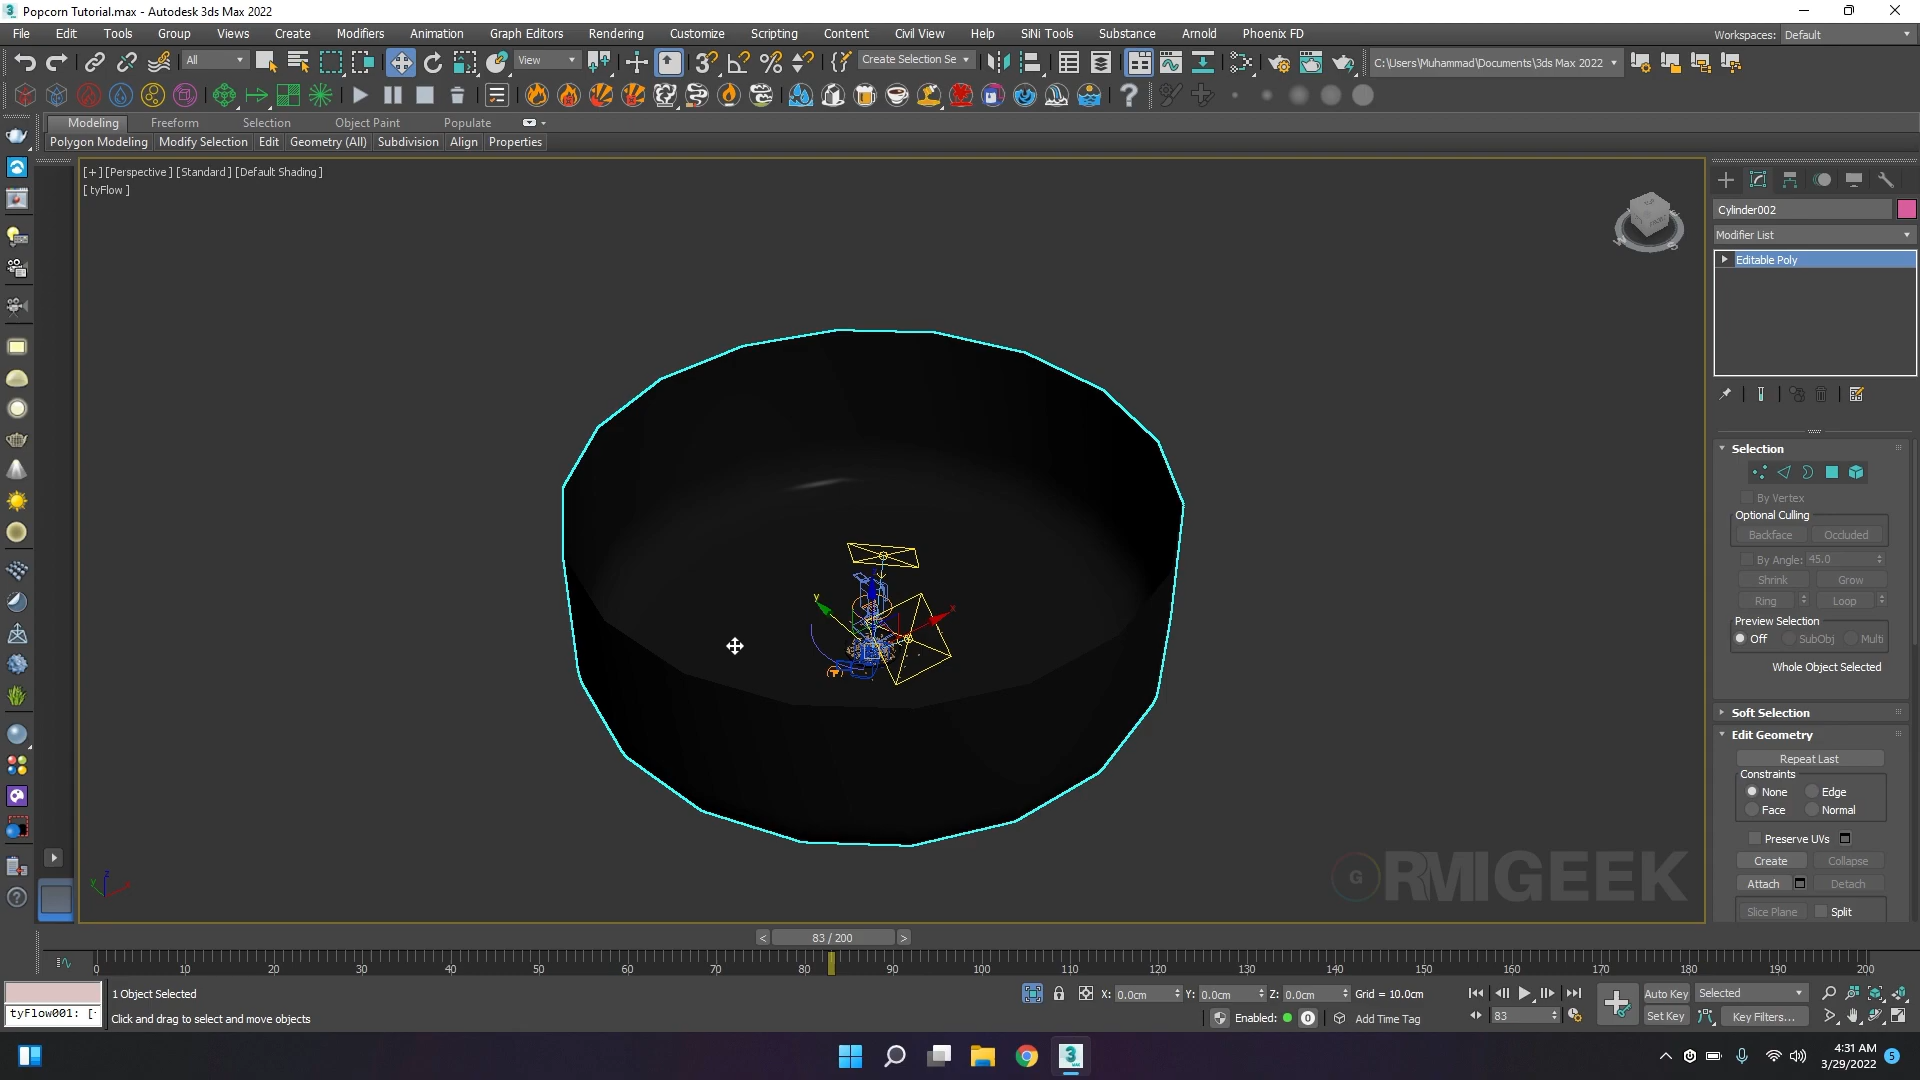 Popcorn Tutorial.max - Autodesk 3ds Max 2022
File Edit Tools Group Views Create Modifiers Animation Graph Editors Rendering Customize Scripting Content Civil View Help SiNi Tools Substance Arnold Phoenix FD
Workspaces: Default
All View Create Selection Se C:\Users\Muhammad\Documents\3ds Max 2022
Modeling Freeform Selection Object Paint Populate
Polygon Modeling Modify Selection Edit Geometry (All) Subdivision Align Properties
[+] [Perspective ] [Standard ] [Default Shading ]
[ tyFlow ]
Cylinder002
Modifier List
Editable Poly
Selection
By Vertex
Optional Culling
Backface Occluded
By Angle: 45.0
Shrink Grow
Ring Loop
Preview Selection
Off SubObj Multi
Whole Object Selected
Soft Selection
Edit Geometry
Repeat Last
Constraints
None Edge
Face Normal
Preserve UVs
Create Collapse
Attach Detach
Slice Plane Split
y x
z
y
GORMIGEEK
< 83 / 200 >
0 10 20 30 40 50 60 70 80 90 100 110 120 130 140 150 160 170 180 190 200
1 Object Selected X: 0.0cm Y: 0.0cm Z: 0.0cm Grid = 10.0cm Auto Key Selected
tyFlow001: [
Click and drag to select and move objects Enabled: 0 Add Time Tag 83 Set Key Key Filters...
4:31 AM
3/29/2022 5